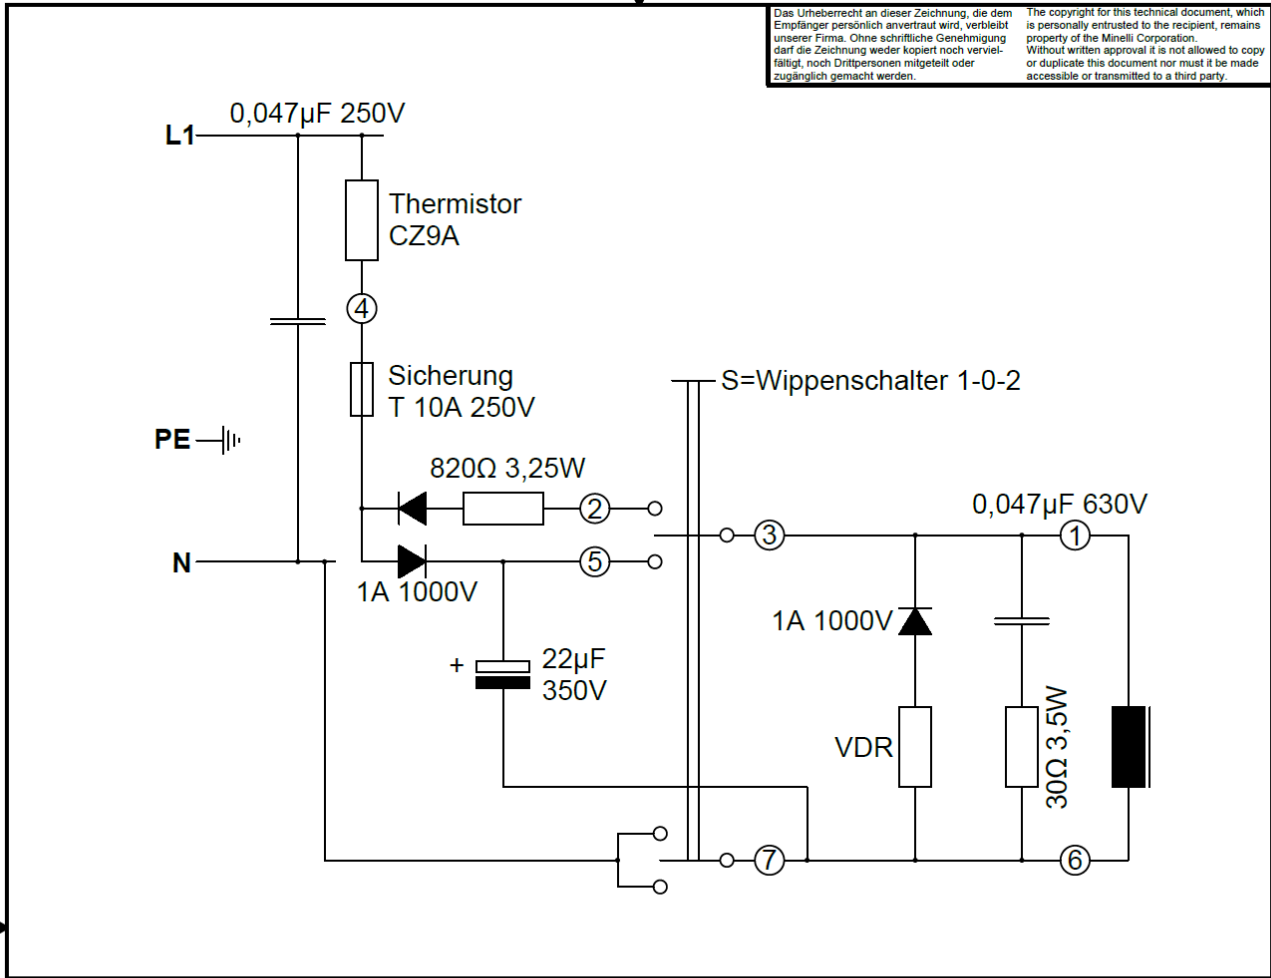 Das Urheberrecht an dieser Zeichnung, die dem
Empfänger persönlich anvertraut wird, verbleibt
unserer Firma. Ohne schriftliche Genehmigung
darf die Zeichnung weder kopiert noch verviel-
fältigt, noch Drittpersonen mitgeteilt oder
zugänglich gemacht werden.
The copyright for this technical document, which
is personally entrusted to the recipient, remains
property of the Minelli Corporation.
Without written approval it is not allowed to copy
or duplicate this document nor must it be made
accessible or transmitted to a third party.
0,047µF 250V
L1
Thermistor
CZ9A
4
Sicherung
T 10A 250V
S=Wippenschalter 1-0-2
PE
820Ω 3,25W
2
0,047µF 630V
3
1
N
5
1A 1000V
1A 1000V
+
22µF
350V
VDR
30Ω 3,5W
7
6